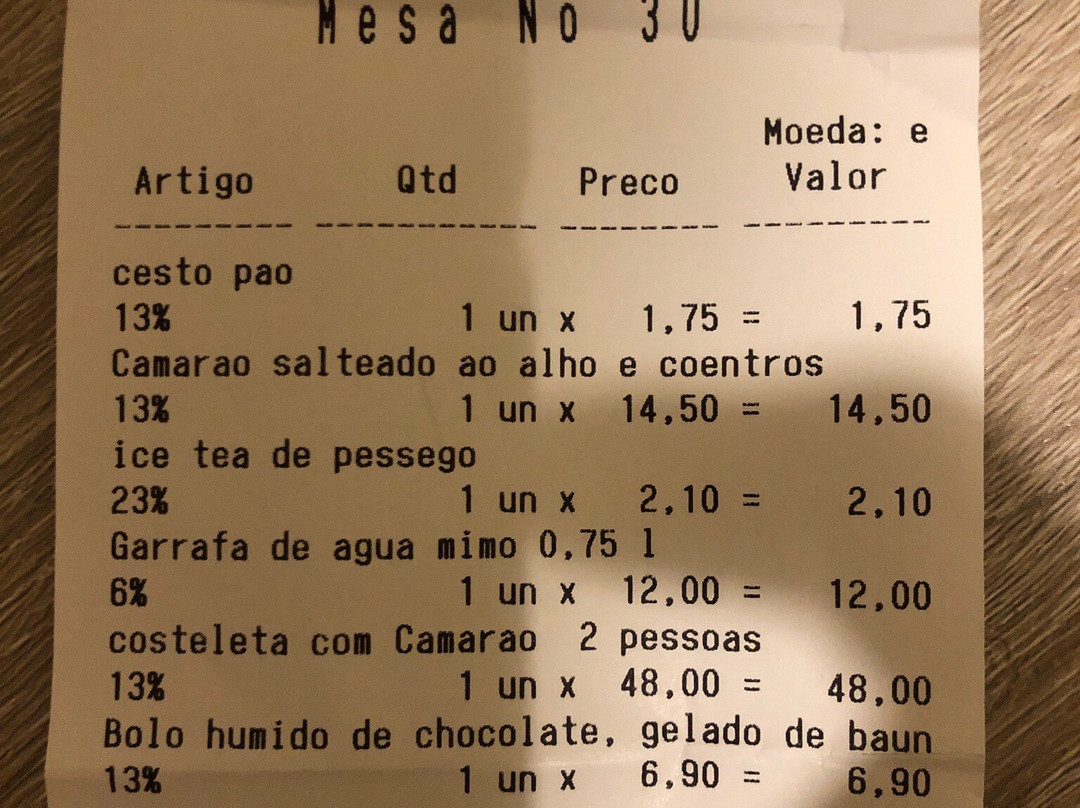 Mesa No 30
Moeda: e
Artigo Qtd Preco Valor
---------- ------------ --------- ----------
cesto pao
13% 1 un x 1,75 = 1,75
Camarao salteado ao alho e coentros
13% 1 un x 14,50 = 14,50
ice tea de pessego
23% 1 un x 2,10 = 2,10
Garrafa de agua mimo 0,75 l
6% 1 un x 12,00 = 12,00
costeleta com Camarao 2 pessoas
13% 1 un x 48,00 = 48,00
Bolo humido de chocolate, gelado de baun
13% 1 un x 6,90 = 6,90